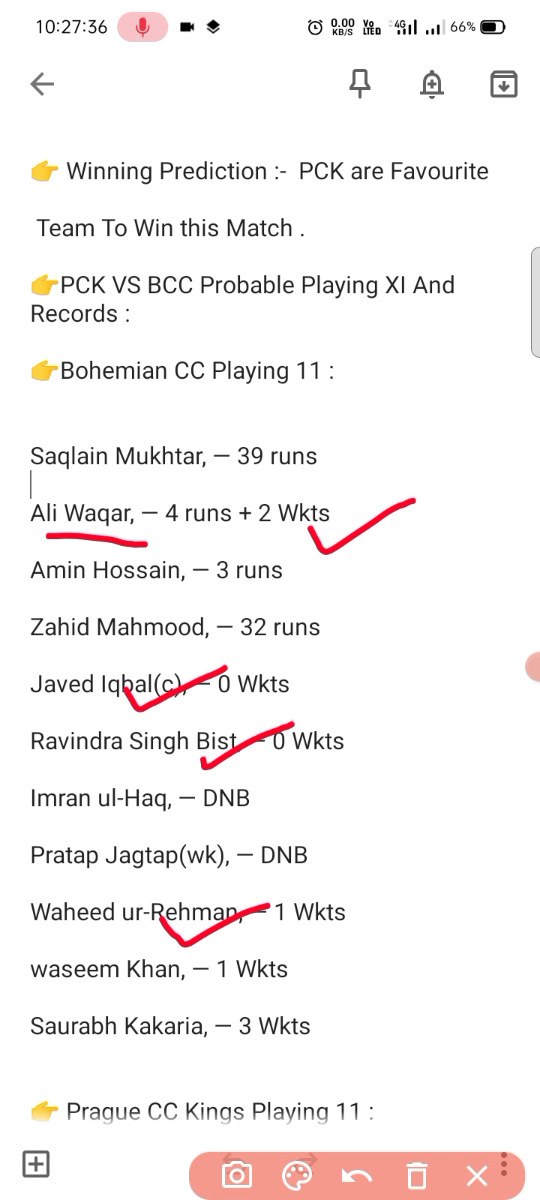 10:27:36 0.00 KB/S Vo LTED 4G 66%
👉 Winning Prediction :- PCK are Favourite
Team To Win this Match .
👉PCK VS BCC Probable Playing XI And
Records :
👉Bohemian CC Playing 11 :
Saqlain Mukhtar, — 39 runs
Ali Waqar, — 4 runs + 2 Wkts
Amin Hossain, — 3 runs
Zahid Mahmood, — 32 runs
Javed Iqbal(c), — 0 Wkts
Ravindra Singh Bist, — 0 Wkts
Imran ul-Haq, — DNB
Pratap Jagtap(wk), — DNB
Waheed ur-Rehman, — 1 Wkts
waseem Khan, — 1 Wkts
Saurabh Kakaria, — 3 Wkts
👉 Prague CC Kings Playing 11 :